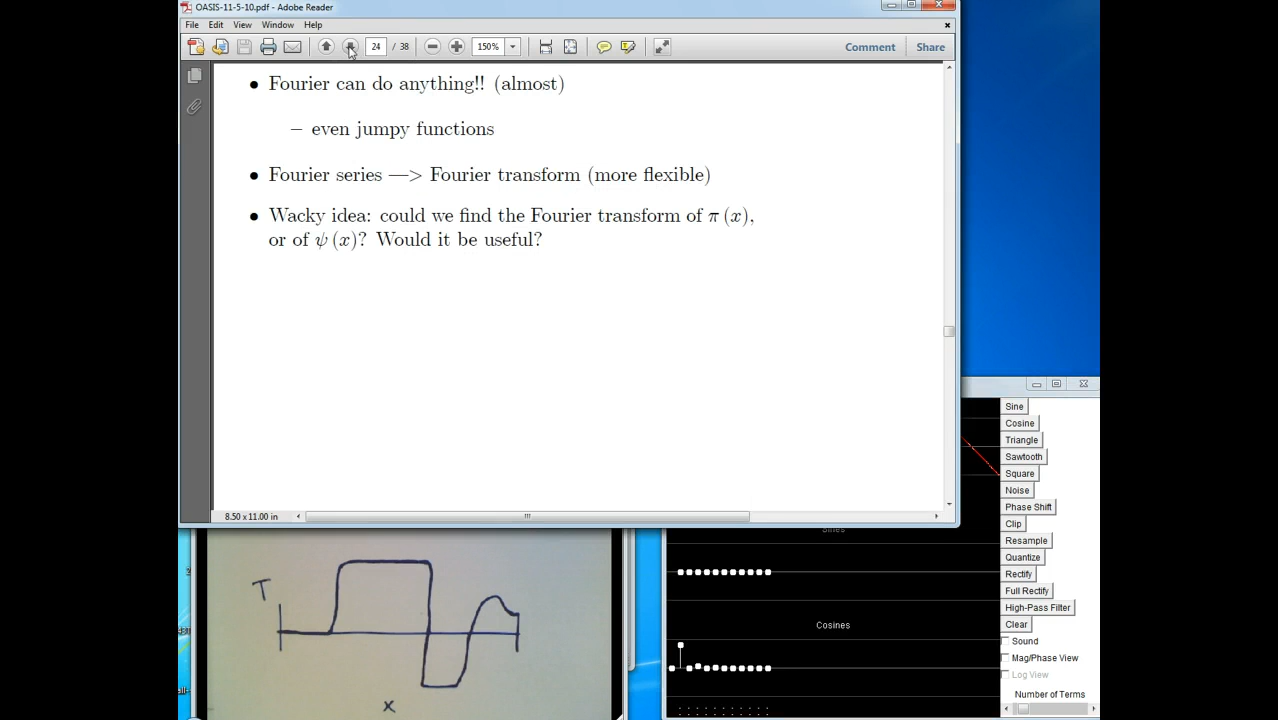 OASIS-11-5-10.pdf - Adobe Reader
File Edit View Window Help
24 / 38 150% Comment Share
• Fourier can do anything!! (almost)
– even jumpy functions
• Fourier series —> Fourier transform (more flexible)
• Wacky idea: could we find the Fourier transform of π (x),
or of ψ (x)? Would it be useful?
8.50 x 11.00 in
T
x
Sines
Cosines
Sine
Cosine
Triangle
Sawtooth
Square
Noise
Phase Shift
Clip
Resample
Quantize
Rectify
Full Rectify
High-Pass Filter
Clear
Sound
Mag/Phase View
Log View
Number of Terms